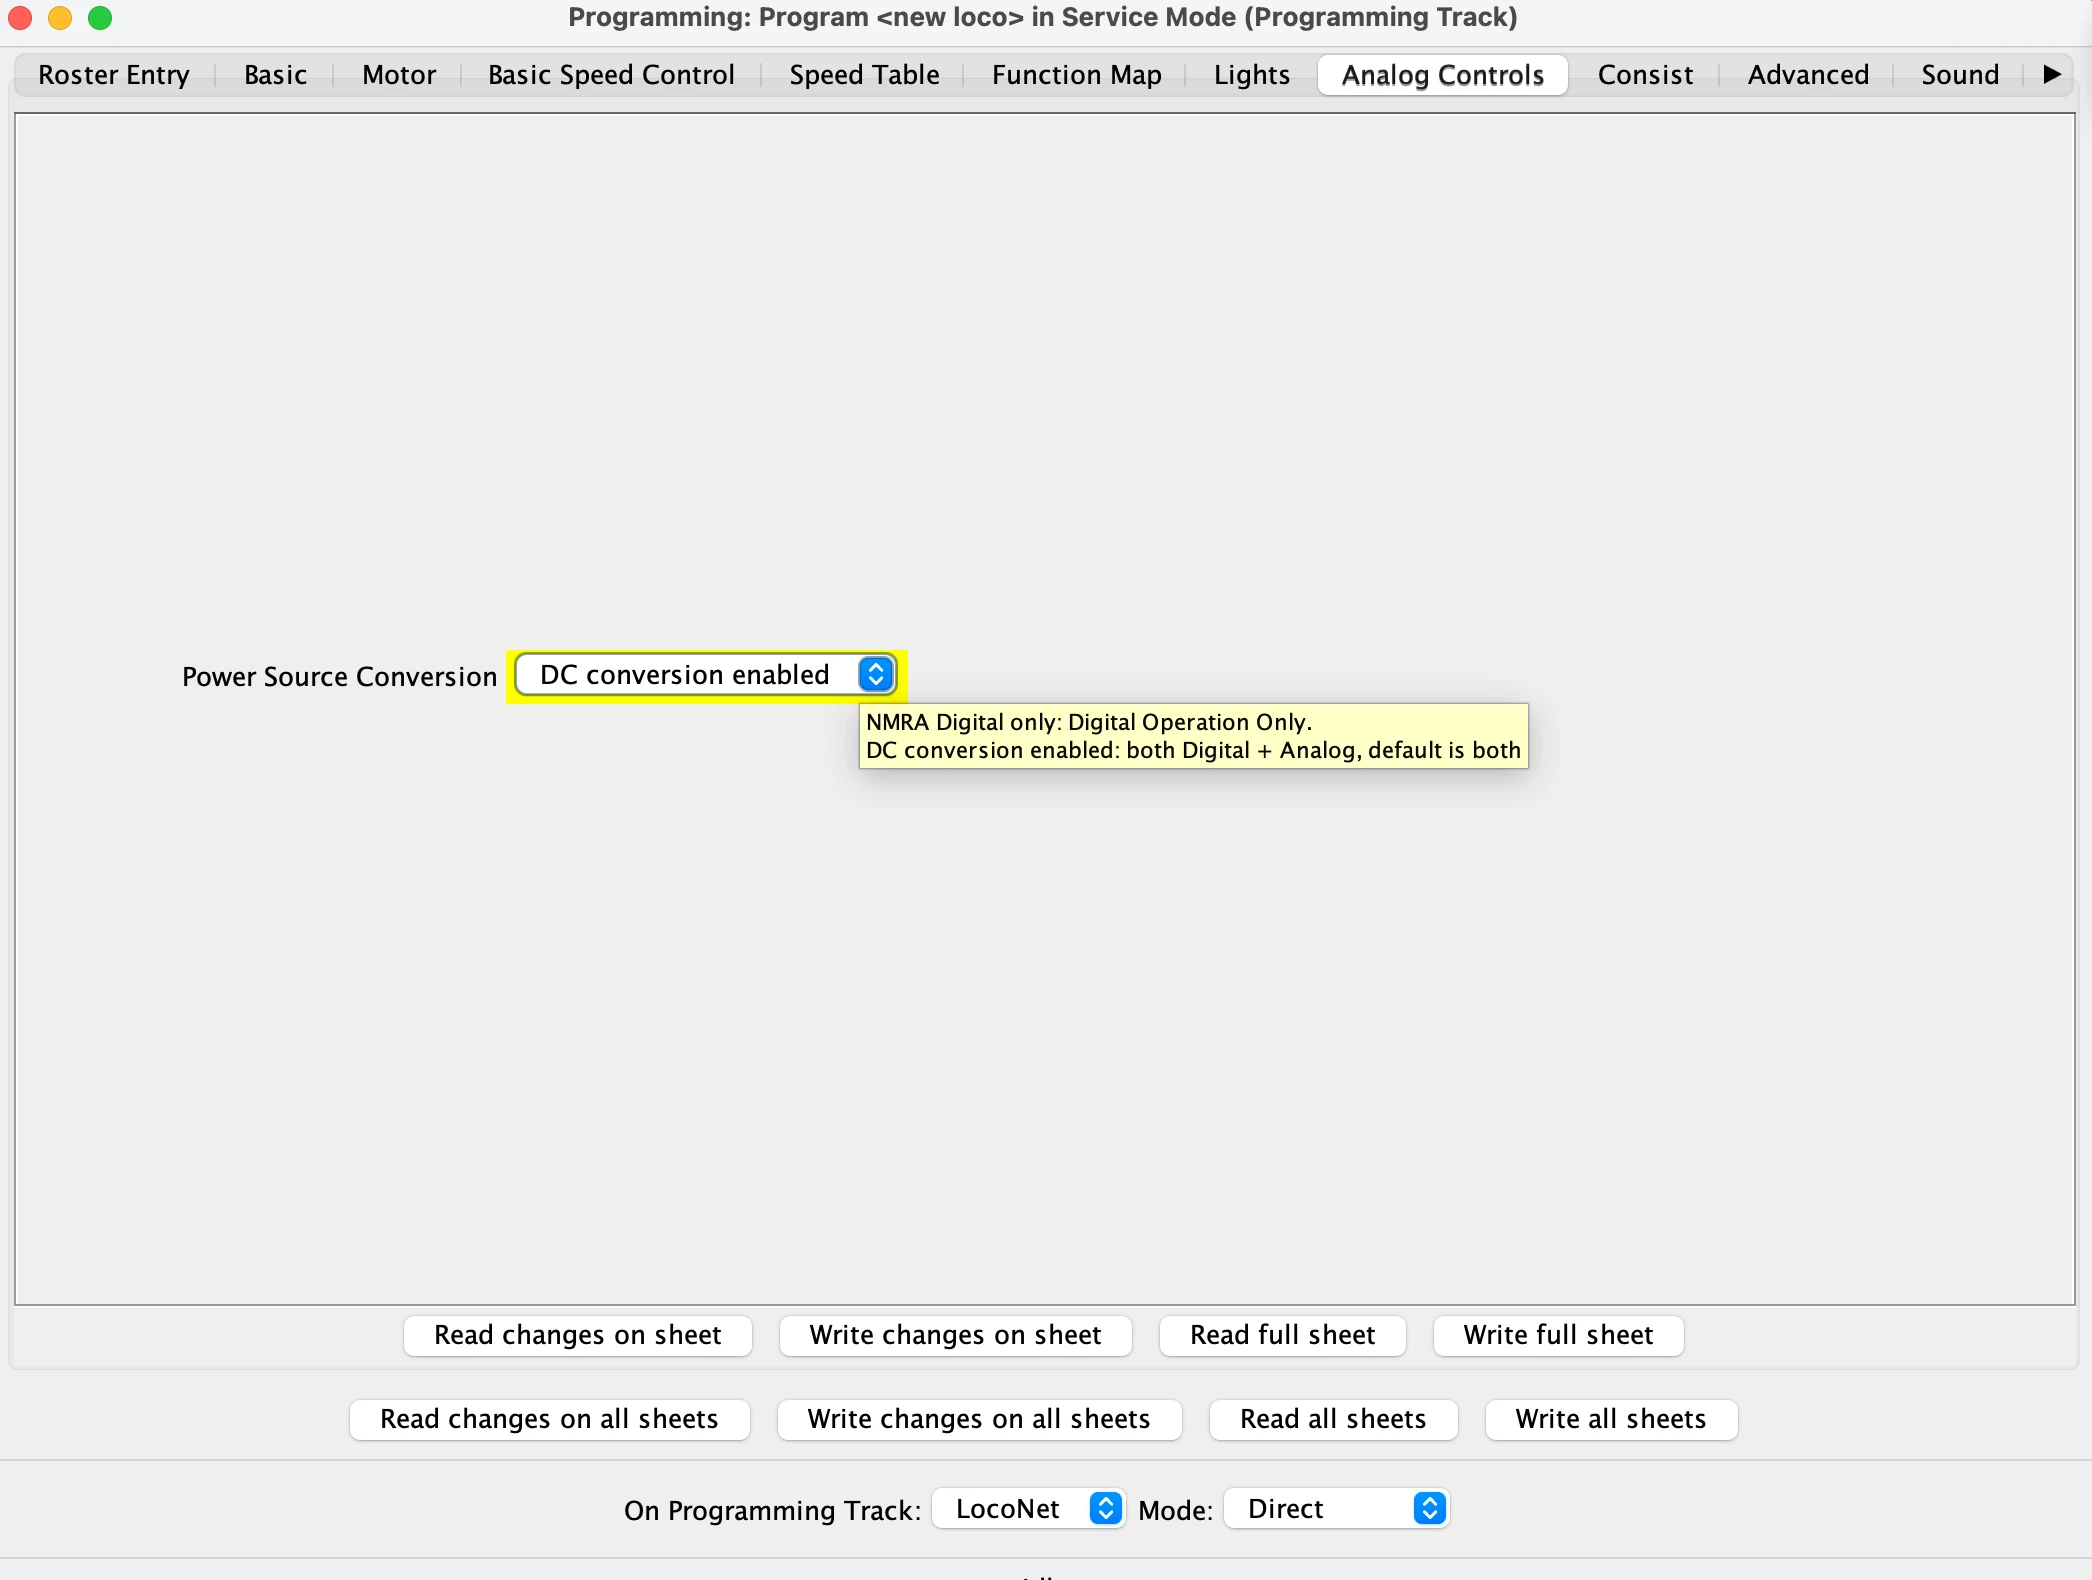 Programming: Program <new loco> in Service Mode (Programming Track)
Roster Entry Basic Motor Basic Speed Control Speed Table Function Map Lights Analog Controls Consist Advanced Sound
Power Source Conversion DC conversion enabled
NMRA Digital only: Digital Operation Only.
DC conversion enabled: both Digital + Analog, default is both
Read changes on sheet Write changes on sheet Read full sheet Write full sheet
Read changes on all sheets Write changes on all sheets Read all sheets Write all sheets
On Programming Track: LocoNet Mode: Direct